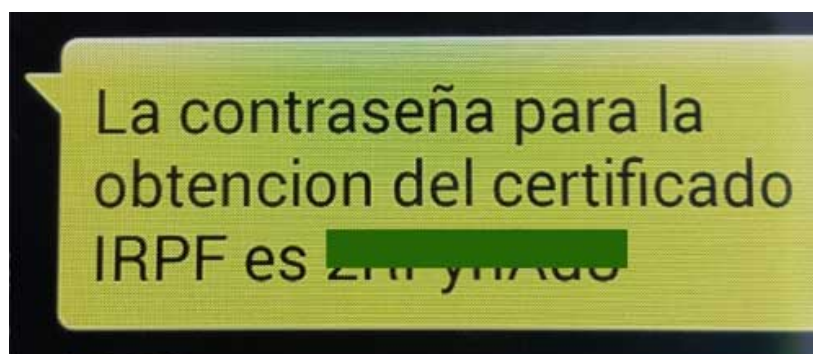 La contraseña para la
obtencion del certificado
IRPF es